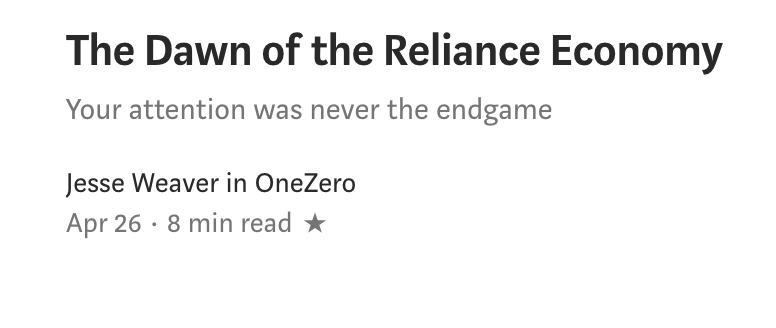 The Dawn of the Reliance Economy
Your attention was never the endgame
Jesse Weaver in OneZero
Apr 26 · 8 min read ★